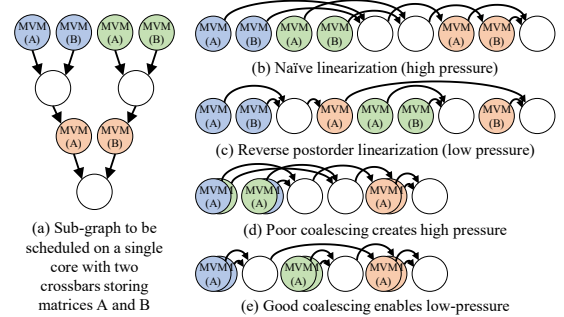 MVM MVM MVM MVM
(A) (B) (A) (B)
MVM MVM
(A) (B)
(a) Sub-graph to be
scheduled on a single
core with two
crossbars storing
matrices A and B
MVM MVM MVM MVM MVM MVM
(A) (B) (A) (B) (A) (B)
(b) Naïve linearization (high pressure)
MVM MVM MVM MVM MVM MVM
(A) (B) (A) (A) (B) (B)
(c) Reverse postorder linearization (low pressure)
MVM MVM MVM
(A) (A) (A)
(d) Poor coalescing creates high pressure
MVM MVM MVM
(A) (A) (A)
(e) Good coalescing enables low-pressure